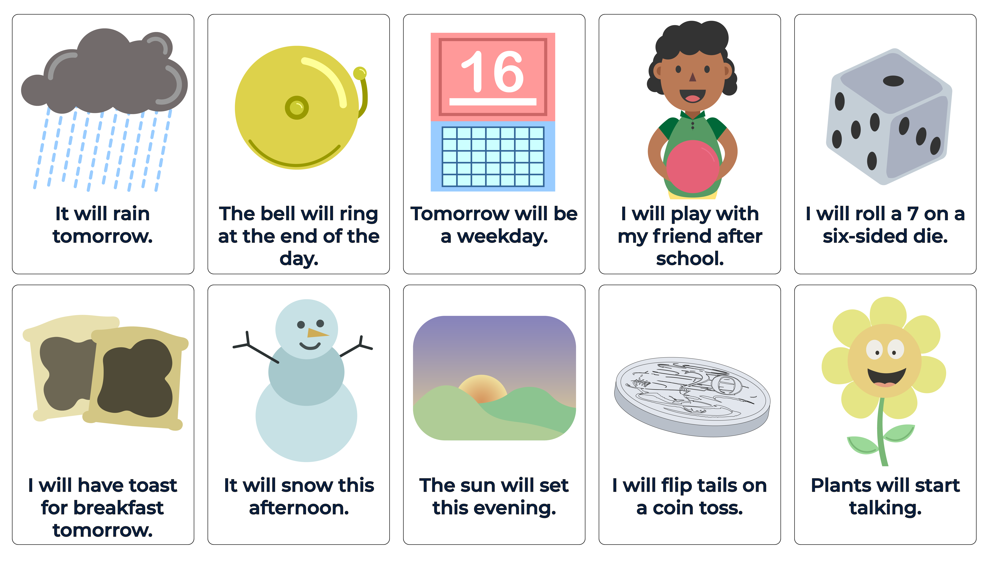 16
It will rain
tomorrow.
The bell will ring
at the end of the
day.
Tomorrow will be
a weekday.
I will play with
my friend after
school.
I will roll a 7 on a
six-sided die.
I will have toast
for breakfast
tomorrow.
It will snow this
afternoon.
The sun will set
this evening.
20
I will flip tails on
a coin toss.
Plants will start
talking.